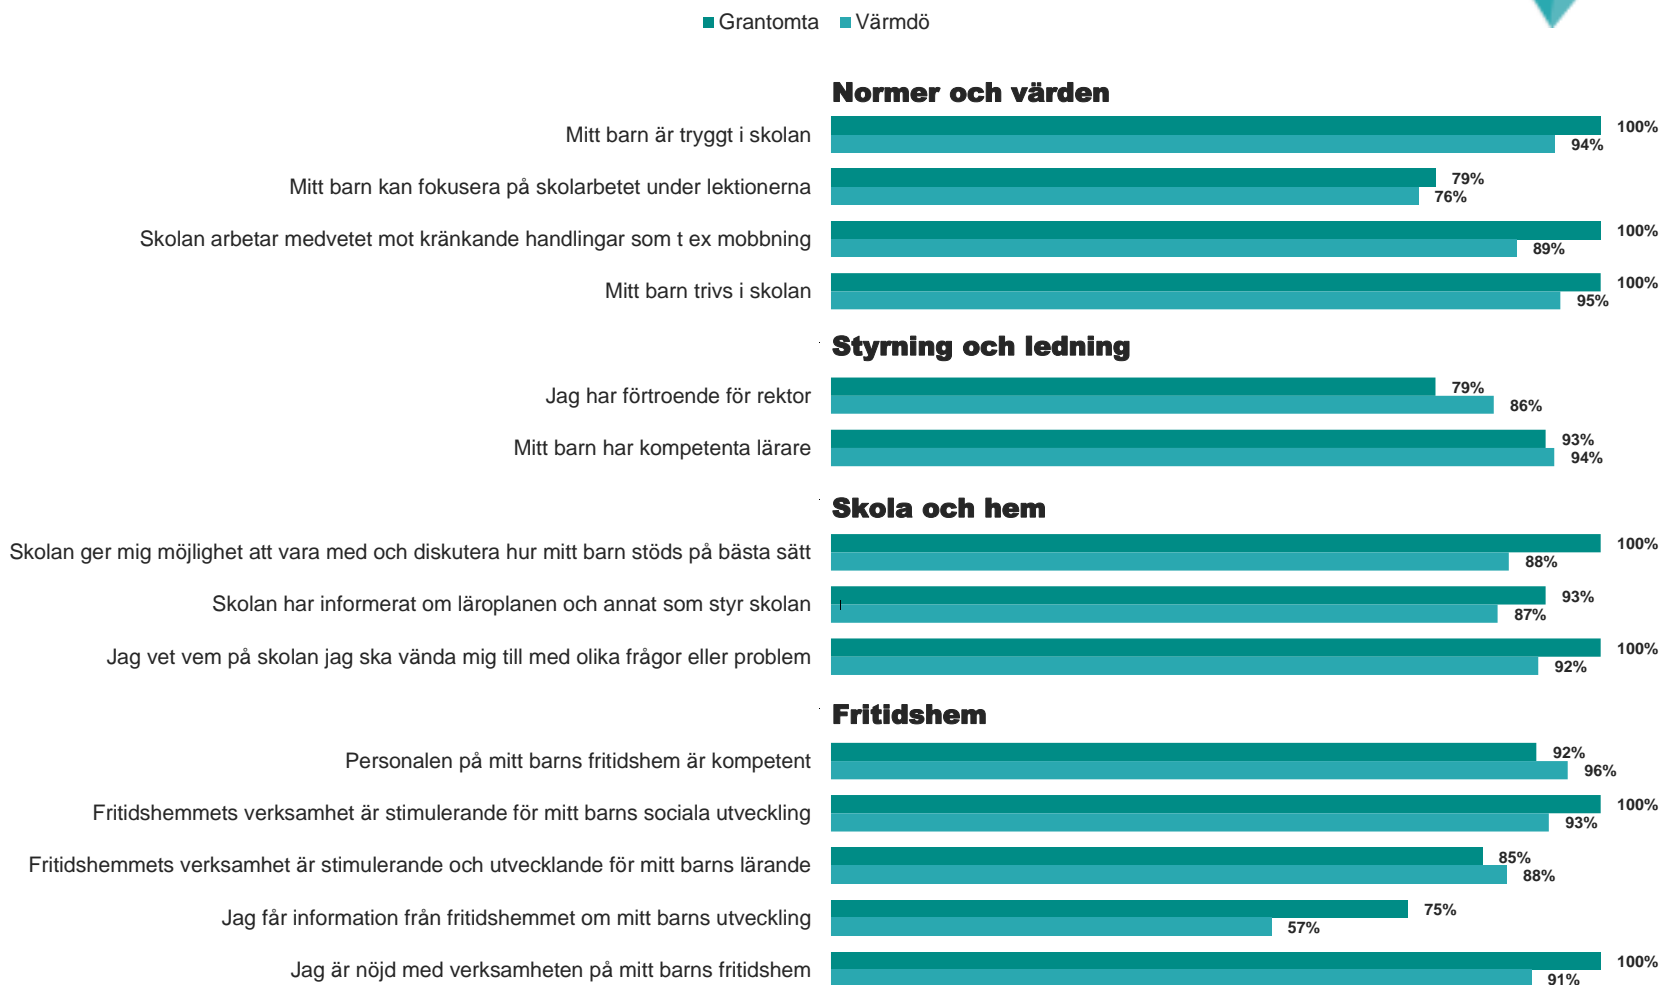 Grantomta Värmdö
Normer och värden
Mitt barn är tryggt i skolan 100%
94%
Mitt barn kan fokusera på skolarbetet under lektionerna 79%
76%
Skolan arbetar medvetet mot kränkande handlingar som t ex mobbning 100%
89%
Mitt barn trivs i skolan 100%
95%
Styrning och ledning
Jag har förtroende för rektor 79%
86%
Mitt barn har kompetenta lärare 93%
94%
Skola och hem
Skolan ger mig möjlighet att vara med och diskutera hur mitt barn stöds på bästa sätt 100%
88%
Skolan har informerat om läroplanen och annat som styr skolan 93%
87%
Jag vet vem på skolan jag ska vända mig till med olika frågor eller problem 100%
92%
Fritidshem
Personalen på mitt barns fritidshem är kompetent 92%
96%
Fritidshemmets verksamhet är stimulerande för mitt barns sociala utveckling 100%
93%
Fritidshemmets verksamhet är stimulerande och utvecklande för mitt barns lärande 85%
88%
Jag får information från fritidshemmet om mitt barns utveckling 75%
57%
Jag är nöjd med verksamheten på mitt barns fritidshem 100%
91%